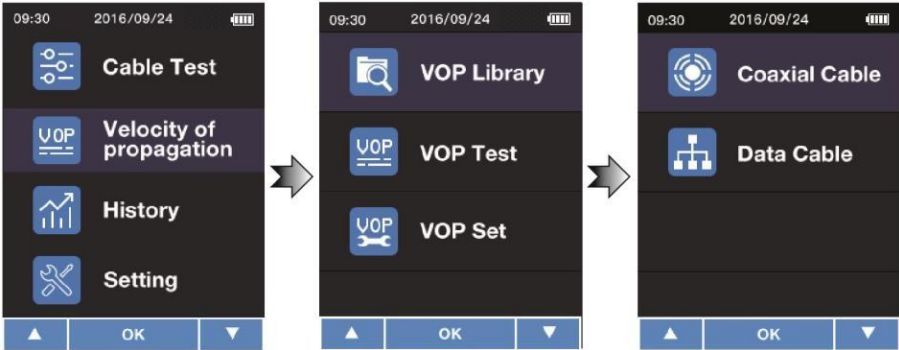 09:30 2016/09/24
Cable Test
VOP
Velocity of
propagation
History
Setting
OK
09:30 2016/09/24
VOP Library
VOP
VOP Test
VOP
VOP Set
OK
09:30 2016/09/24
Coaxial Cable
Data Cable
OK